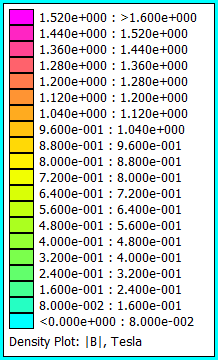 1.520e+000 : >1.600e+000
1.440e+000 : 1.520e+000
1.360e+000 : 1.440e+000
1.280e+000 : 1.360e+000
1.200e+000 : 1.280e+000
1.120e+000 : 1.200e+000
1.040e+000 : 1.120e+000
9.600e-001 : 1.040e+000
8.800e-001 : 9.600e-001
8.000e-001 : 8.800e-001
7.200e-001 : 8.000e-001
6.400e-001 : 7.200e-001
5.600e-001 : 6.400e-001
4.800e-001 : 5.600e-001
4.000e-001 : 4.800e-001
3.200e-001 : 4.000e-001
2.400e-001 : 3.200e-001
1.600e-001 : 2.400e-001
8.000e-002 : 1.600e-001
<0.000e+000 : 8.000e-002
Density Plot: |B|, Tesla